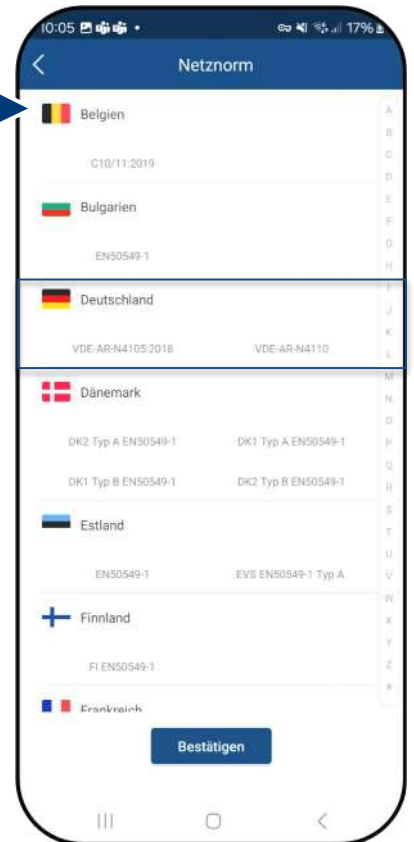 10:05
17%
Netznorm
Belgien
C10/11:2019
Bulgarien
EN50549-1
Deutschland
VDE-AR-N4105:2018 VDE-AR-N4110
Dänemark
DK2 Typ A EN50549-1 DK1 Typ A EN50549-1
DK1 Typ B EN50549-1 DK2 Typ B EN50549-1
Estland
EN50549-1 EVS EN50549-1 Typ A
Finnland
FI EN50549-1
Frankreich
Bestätigen
A
B
C
D
E
F
G
H
I
J
K
L
M
N
O
P
Q
R
S
T
U
V
W
X
Y
Z
#